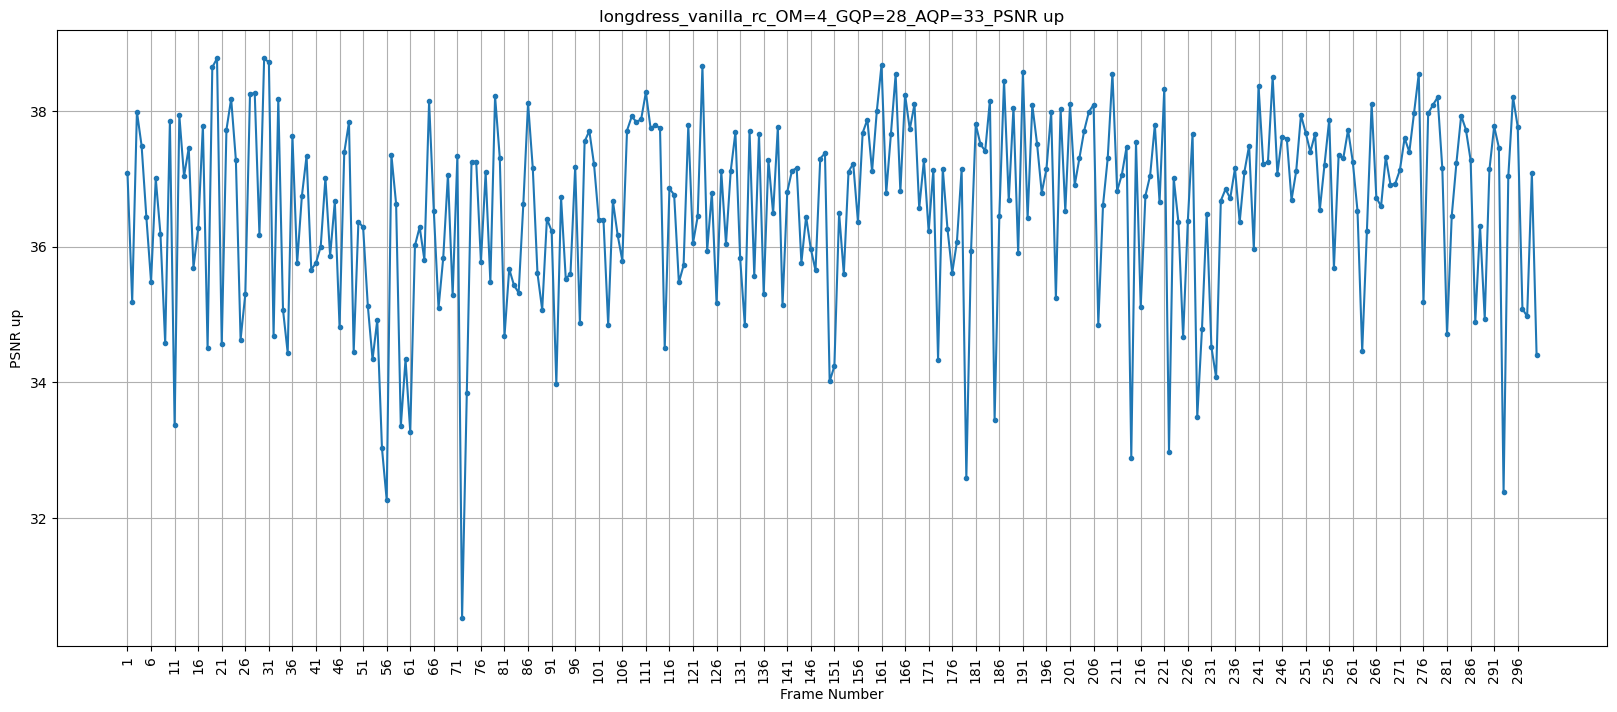 longdress_vanilla_rc_OM=4_GQP=28_AQP=33_PSNR up
PSNR up
38
36
34
32
1 6 11 16 21 26 31 36 41 46 51 56 61 66 71 76 81 86 91 96 101 106 111 116 121 126 131 136 141 146 151 156 161 166 171 176 181 186 191 196 201 206 211 216 221 226 231 236 241 246 251 256 261 266 271 276 281 286 291 296
Frame Number